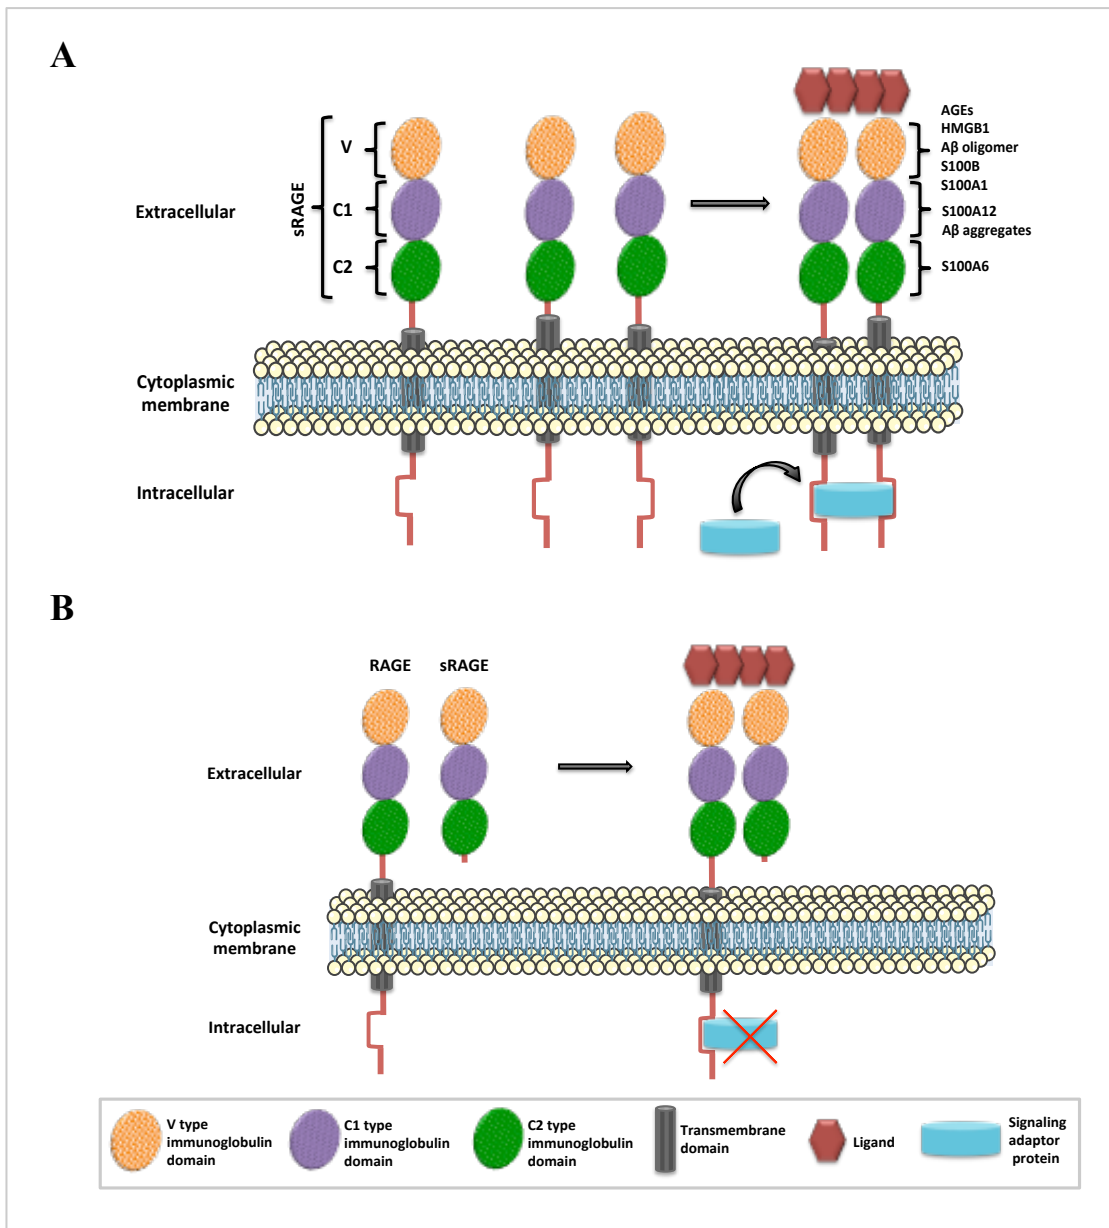 A
V
C1
C2
sRAGE
Extracellular
AGEs
HMGB1
Aβ oligomer
S100B
S100A1
S100A12
Aβ aggregates
S100A6
Cytoplasmic
membrane
Intracellular
B
RAGE
sRAGE
Extracellular
Cytoplasmic
membrane
Intracellular
V type
immunoglobulin
domain
C1 type
immunoglobulin
domain
C2 type
immunoglobulin
domain
Transmembrane
domain
Ligand
Signaling
adaptor
protein